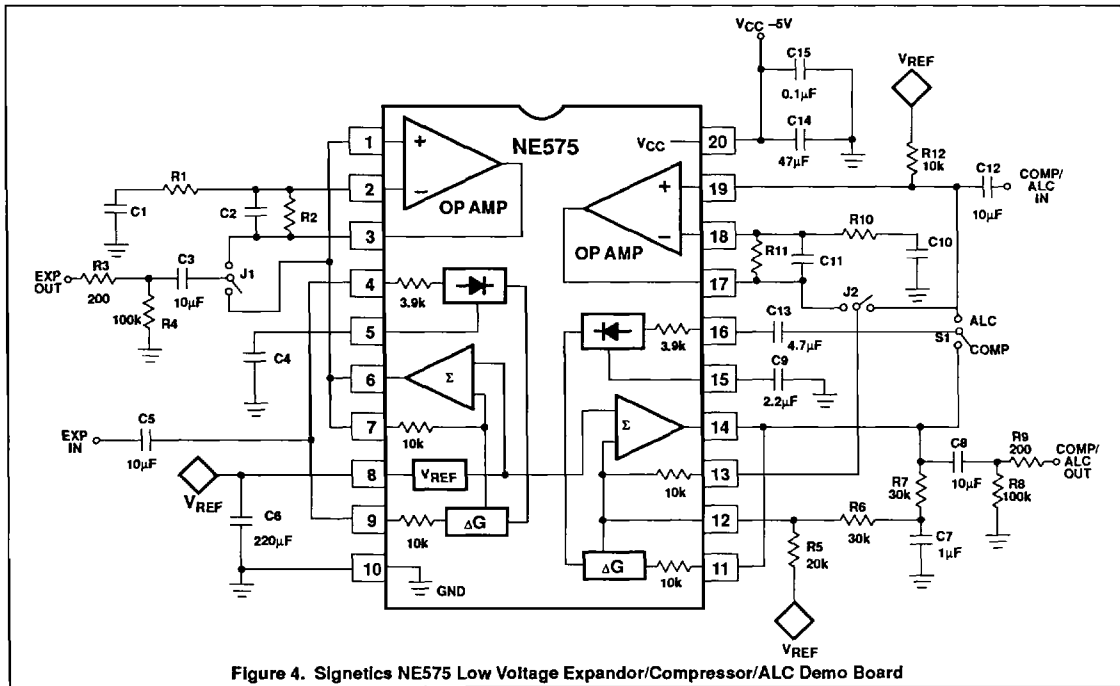 VCC –5V
C15
0.1µF
C14
47µF
VREF
R12
10k
C12
10µF
COMP/
ALC
IN
NE575
VCC
1
2
3
4
5
6
7
8
9
10
20
19
18
17
16
15
14
13
12
11
+
–
OP AMP
+
–
OP AMP
R1
C1
C2
R2
EXP
OUT
R3
200
C3
10µF
100k
R4
J1
C4
3.9k
Σ
10k
EXP
IN
C5
10µF
VREF
C6
220µF
VREF
10k
ΔG
GND
R11
C11
R10
C10
J2
C13
4.7µF
ALC
S1
COMP
3.9k
C9
2.2µF
Σ
10k
ΔG
10k
R7
30k
C8
10µF
R9
200
COMP/
ALC OUT
R8
100k
R6
30k
C7
1µF
R5
20k
VREF
Figure 4. Signetics NE575 Low Voltage Expandor/Compressor/ALC Demo Board